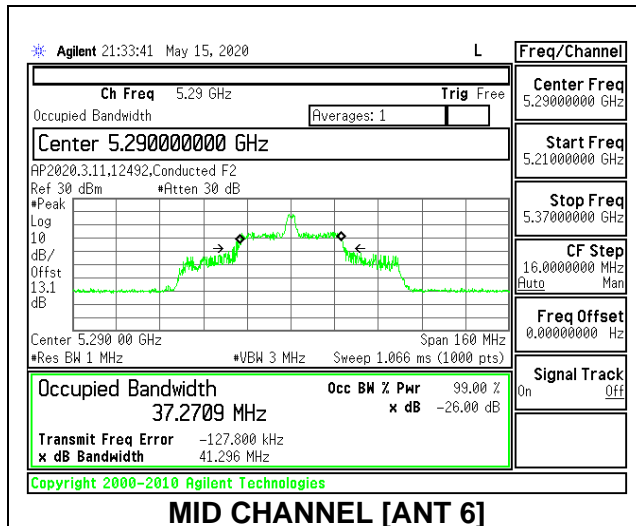 Agilent 21:33:41 May 15, 2020 L
Ch Freq 5.29 GHz Trig Free
Occupied Bandwidth Averages: 1
Center 5.290000000 GHz
AP2020.3.11,12492,Conducted F2
Ref 30 dBm #Atten 30 dB
#Peak
Log
10
dB/
Offst
13.1
dB
Center 5.290 00 GHz Span 160 MHz
#Res BW 1 MHz #VBW 3 MHz Sweep 1.066 ms (1000 pts)
Occupied Bandwidth Occ BW % Pwr 99.00 %
37.2709 MHz x dB -26.00 dB
Transmit Freq Error -127.800 kHz
x dB Bandwidth 41.296 MHz
Copyright 2000-2010 Agilent Technologies
Freq/Channel
Center Freq
5.29000000 GHz
Start Freq
5.21000000 GHz
Stop Freq
5.37000000 GHz
CF Step
16.0000000 MHz
Auto Man
Freq Offset
0.00000000 Hz
Signal Track
On Off
MID CHANNEL [ANT 6]